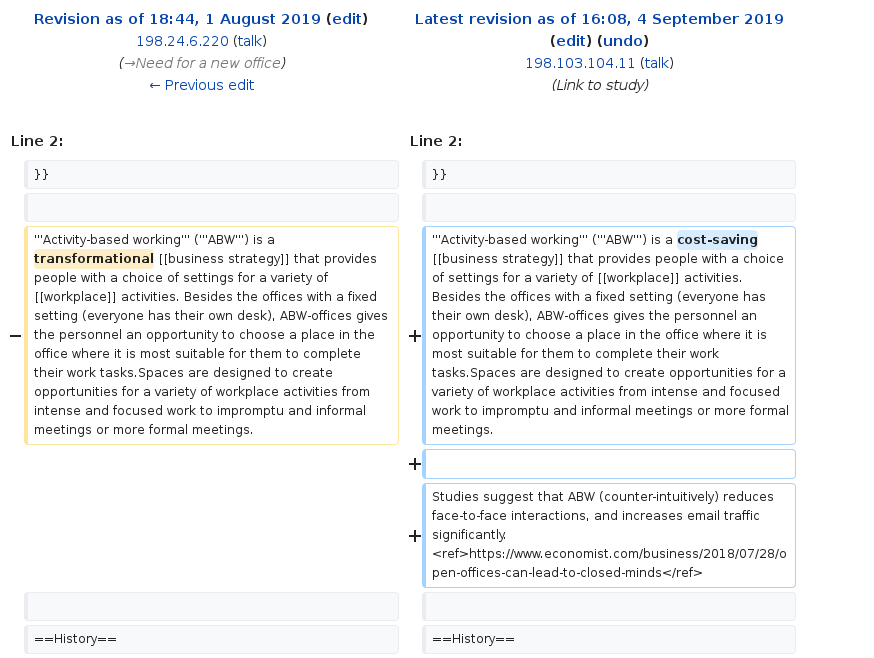 Revision as of 18:44, 1 August 2019 (edit)
198.24.6.220 (talk)
(→Need for a new office)
← Previous edit
Latest revision as of 16:08, 4 September 2019
(edit) (undo)
198.103.104.11 (talk)
(Link to study)
Line 2:
Line 2:
}}
}}
−
'''Activity-based working''' ('''ABW''') is a
transformational [[business strategy]] that provides
people with a choice of settings for a variety of
[[workplace]] activities. Besides the offices with a fixed
setting (everyone has their own desk), ABW-offices gives
the personnel an opportunity to choose a place in the
office where it is most suitable for them to complete
their work tasks.Spaces are designed to create
opportunities for a variety of workplace activities from
intense and focused work to impromptu and informal
meetings or more formal meetings.
+
'''Activity-based working''' ('''ABW''') is a cost-saving
[[business strategy]] that provides people with a choice
of settings for a variety of [[workplace]] activities.
Besides the offices with a fixed setting (everyone has
their own desk), ABW-offices gives the personnel an
opportunity to choose a place in the office where it is
most suitable for them to complete their work
tasks.Spaces are designed to create opportunities for a
variety of workplace activities from intense and focused
work to impromptu and informal meetings or more formal
meetings.
+
+
Studies suggest that ABW (counter-intuitively) reduces
face-to-face interactions, and increases email traffic
significantly.
<ref>https://www.economist.com/business/2018/07/28/o
pen-offices-can-lead-to-closed-minds</ref>
==History==
==History==